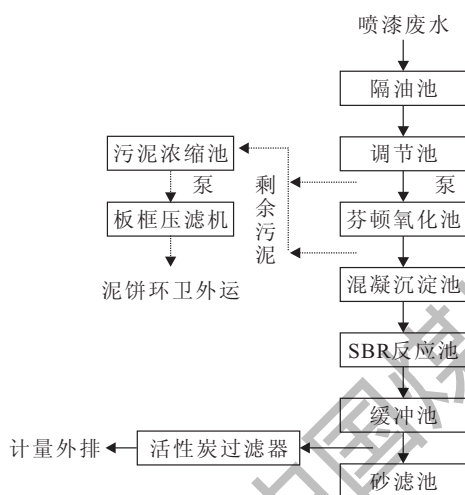 喷漆废水
隔油池
调节池
泵
芬顿氧化池
混凝沉淀池
SBR反应池
缓冲池
砂滤池
活性炭过滤器
计量外排
剩余污泥
污泥浓缩池
泵
板框压滤机
泥饼环卫外运
中国煤